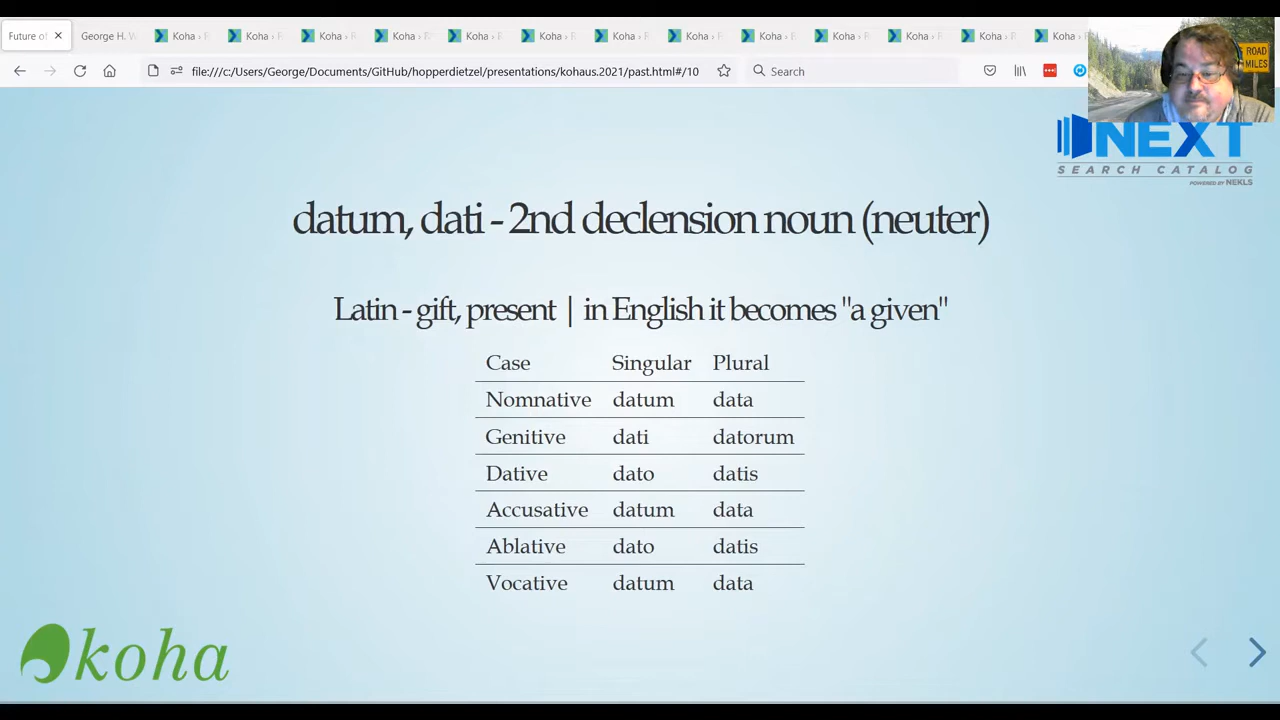 Future of
George H. W
Koha › R
Koha › R
Koha › R
Koha › R
Koha › R
Koha › R
Koha › R
Koha › R
Koha › R
Koha › R
Koha › R
Koha › R
Koha › R
file:///c:/Users/George/Documents/GitHub/hopperdietzel/presentations/kohaus.2021/past.html#/10
Search
ROAD
MILES
NEXT
SEARCH CATALOG
POWERED BY NEKLS
datum, dati - 2nd declension noun (neuter)
Latin - gift, present | in English it becomes "a given"
Case Singular Plural
Nomnative datum data
Genitive dati datorum
Dative dato datis
Accusative datum data
Ablative dato datis
Vocative datum data
koha